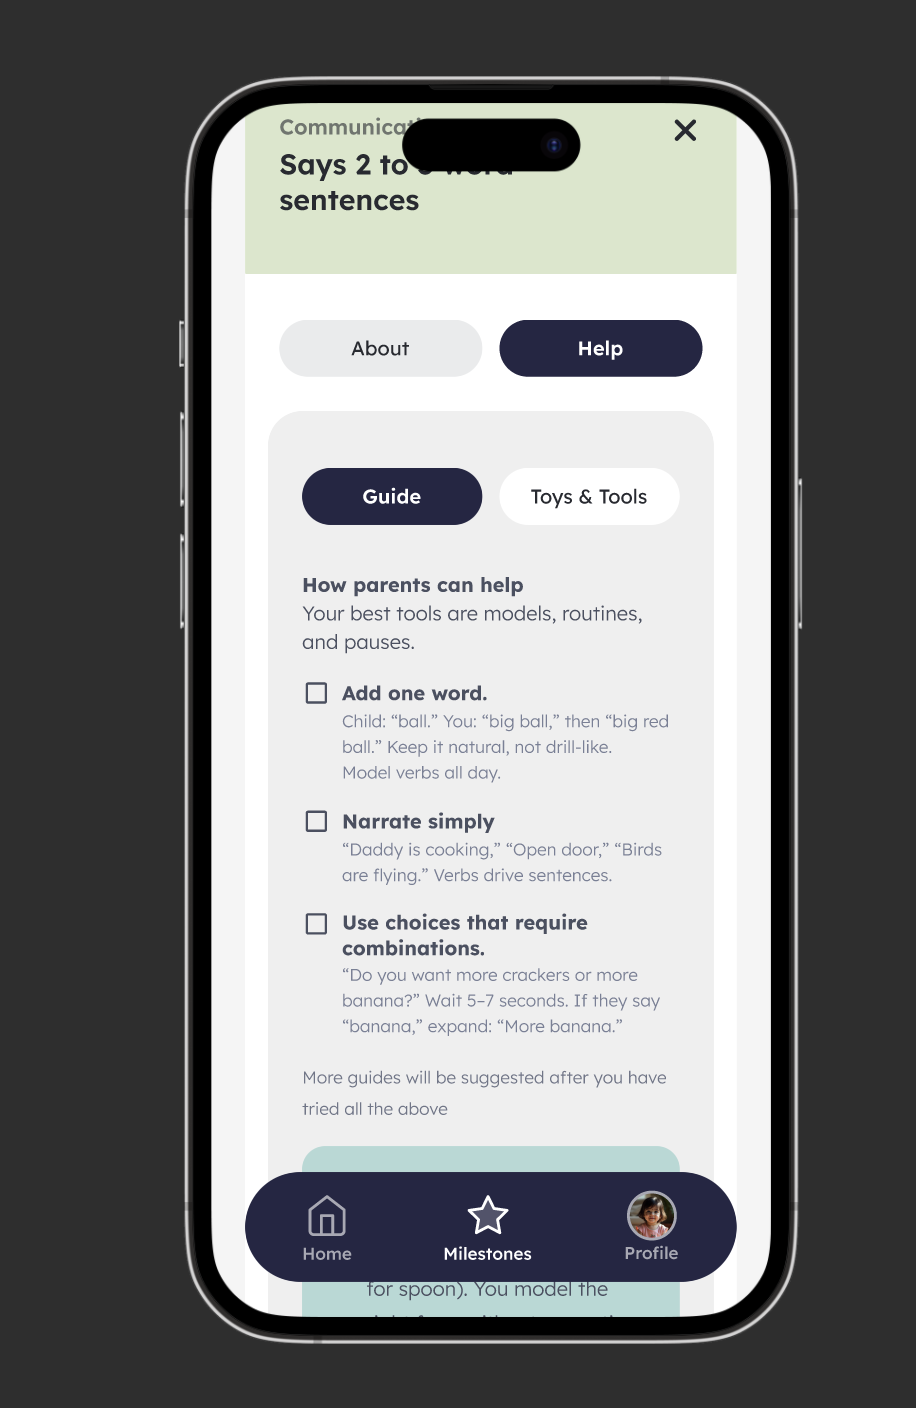 Communicat
Says 2 to 3 word
sentences
About
Help
Guide
Toys & Tools
How parents can help
Your best tools are models, routines,
and pauses.
Add one word.
Child: “ball.” You: “big ball,” then “big red
ball.” Keep it natural, not drill-like.
Model verbs all day.
Narrate simply
“Daddy is cooking,” “Open door,” “Birds
are flying.” Verbs drive sentences.
Use choices that require
combinations.
“Do you want more crackers or more
banana?” Wait 5–7 seconds. If they say
“banana,” expand: “More banana.”
More guides will be suggested after you have
tried all the above
Home
Milestones
Profile
for spoon). You model the